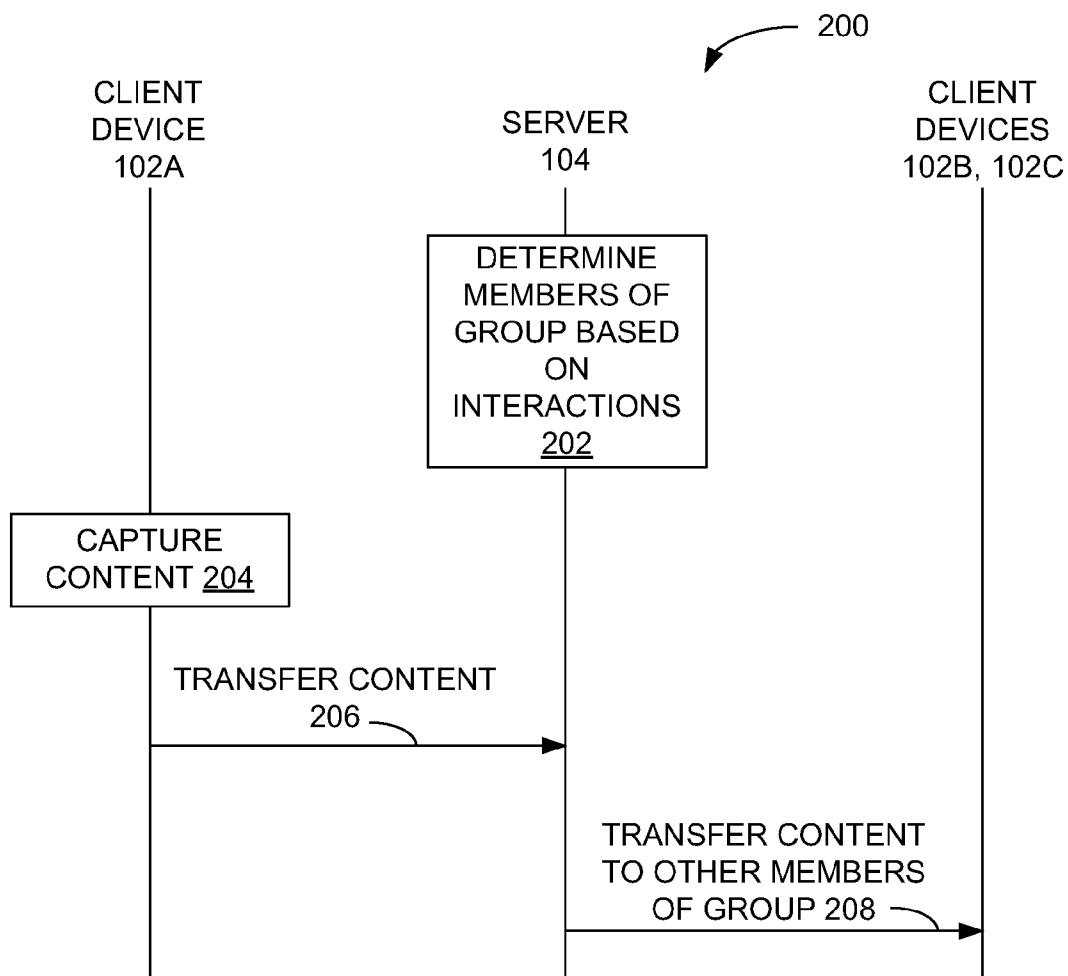 200
CLIENT
DEVICE
102A
SERVER
104
CLIENT
DEVICES
102B, 102C
DETERMINE
MEMBERS OF
GROUP BASED
ON
INTERACTIONS
202
CAPTURE
CONTENT 204
TRANSFER CONTENT
206
TRANSFER CONTENT
TO OTHER MEMBERS
OF GROUP 208